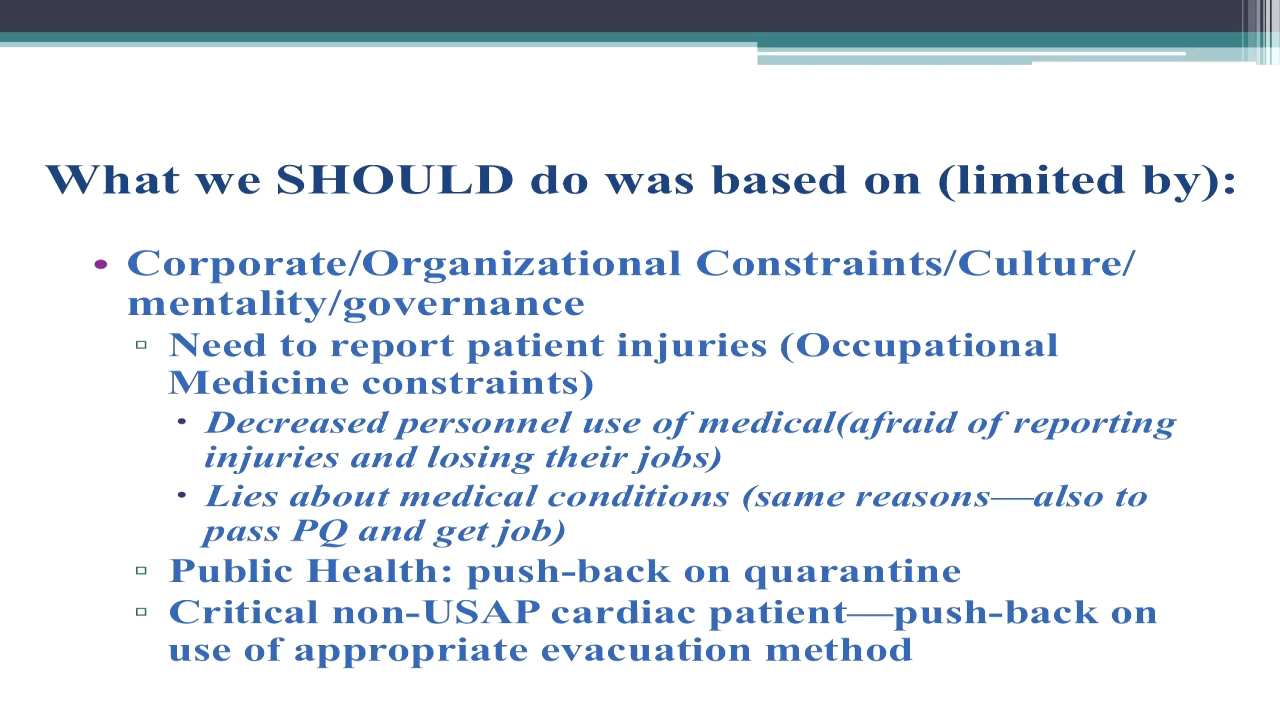 What we SHOULD do was based on (limited by):
• Corporate/Organizational Constraints/Culture/
mentality/governance
▫ Need to report patient injuries (Occupational
Medicine constraints)
• Decreased personnel use of medical(afraid of reporting
injuries and losing their jobs)
• Lies about medical conditions (same reasons—also to
pass PQ and get job)
▫ Public Health: push-back on quarantine
▫ Critical non-USAP cardiac patient—push-back on
use of appropriate evacuation method